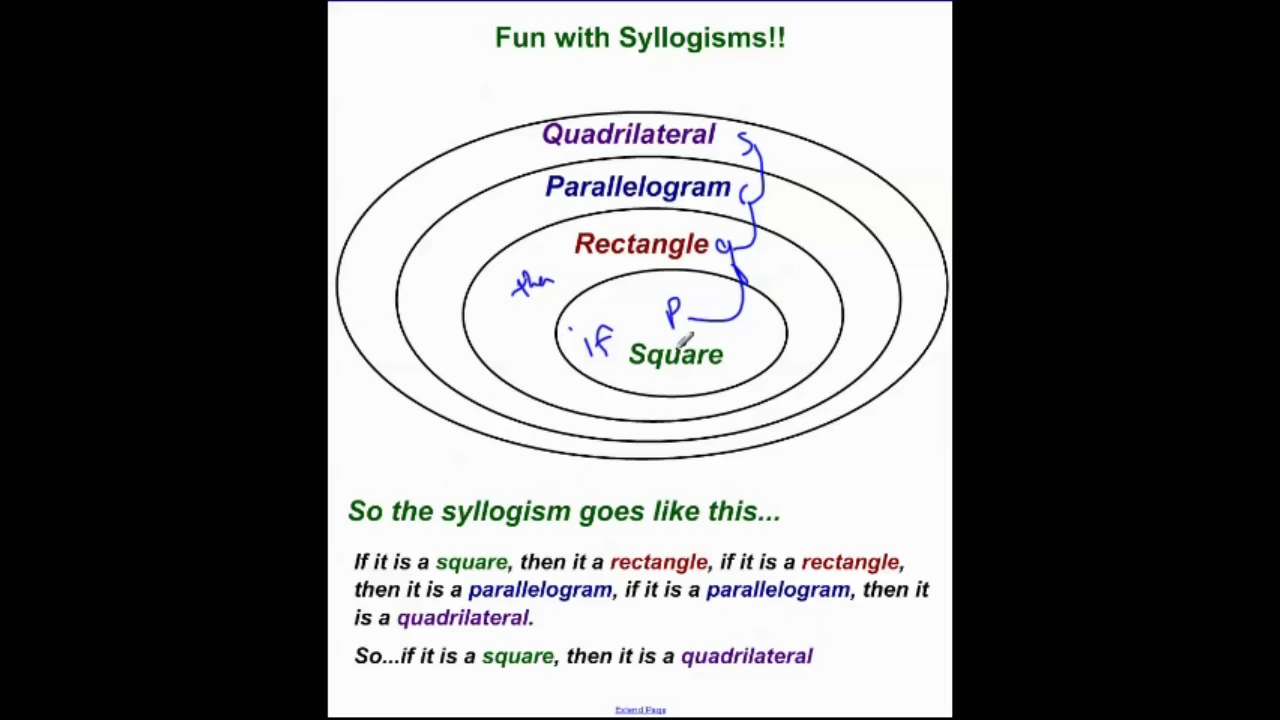 Fun with Syllogisms!!
Quadrilateral s
Parallelogram
Rectangle q
then
P
if Square
So the syllogism goes like this...
If it is a square, then it a rectangle, if it is a rectangle,
then it is a parallelogram, if it is a parallelogram, then it
is a quadrilateral.
So...if it is a square, then it is a quadrilateral
Extend Page